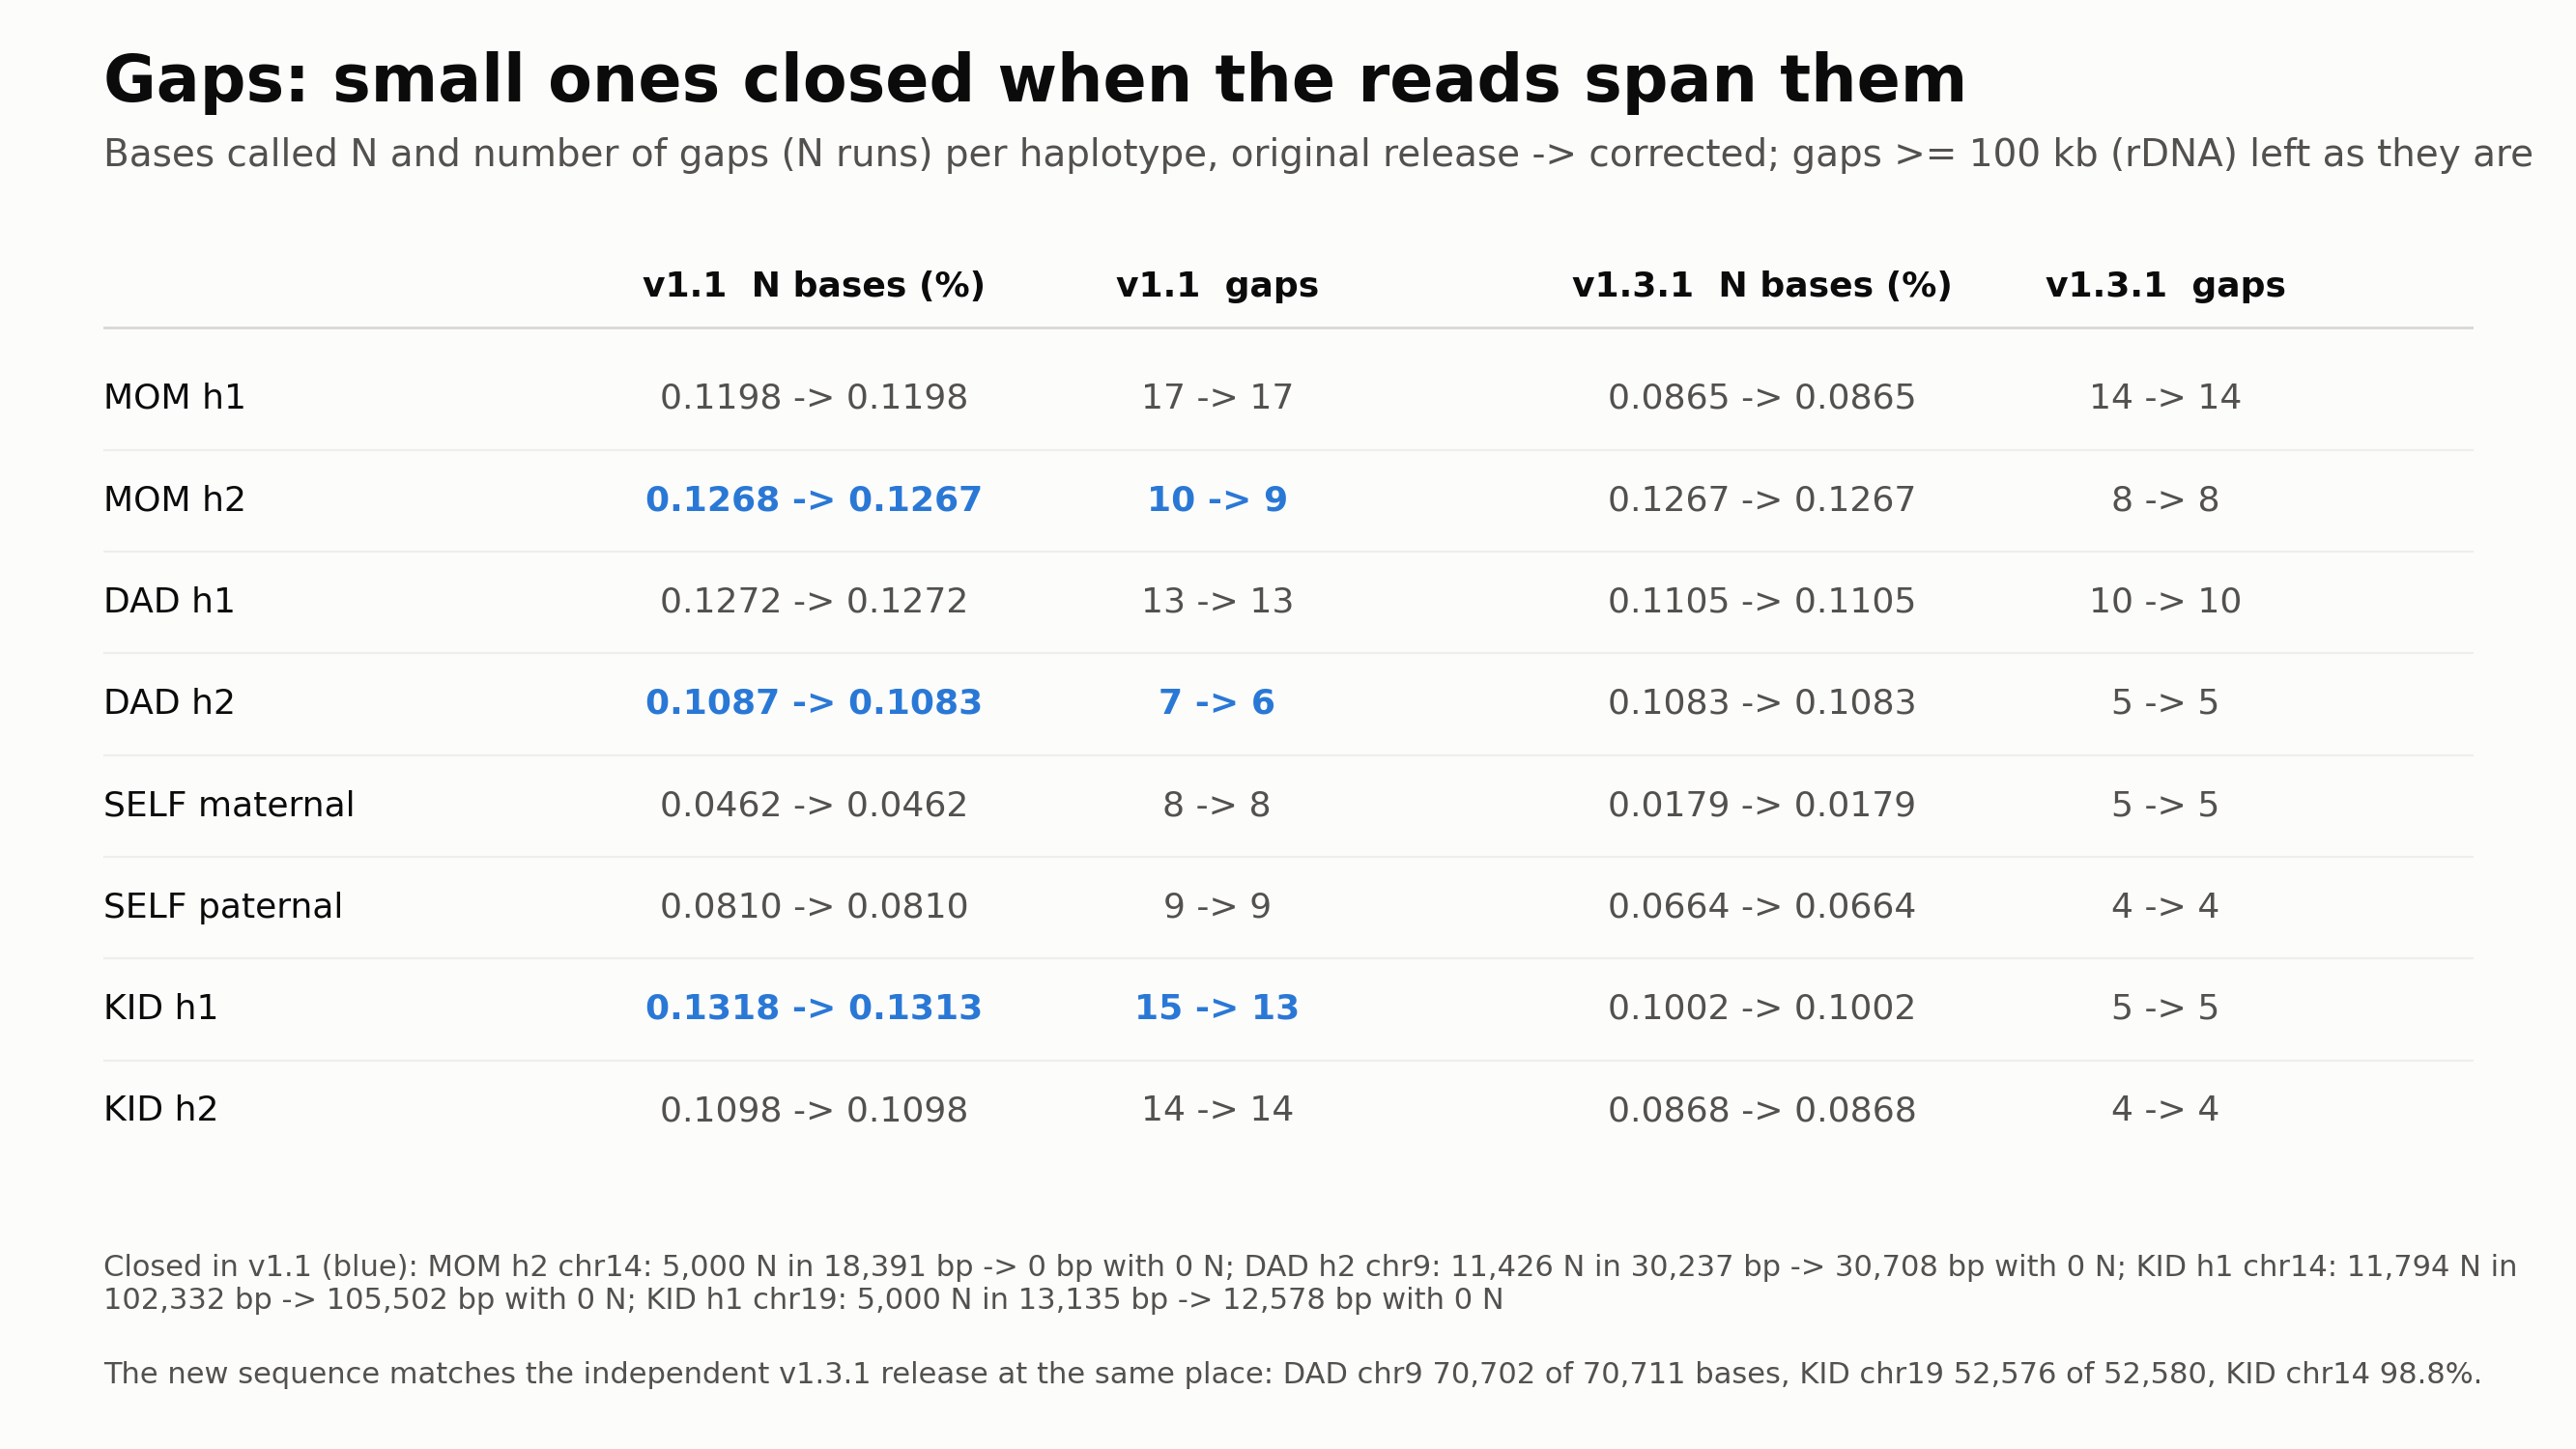 Gaps: small ones closed when the reads span them
Bases called N and number of gaps (N runs) per haplotype, original release -> corrected; gaps >= 100 kb (rDNA) left as they are
v1.1  N bases (%) v1.1  gaps v1.3.1  N bases (%) v1.3.1  gaps
MOM h1 0.1198 -> 0.1198 17 -> 17 0.0865 -> 0.0865 14 -> 14
MOM h2 0.1268 -> 0.1267 10 -> 9 0.1267 -> 0.1267 8 -> 8
DAD h1 0.1272 -> 0.1272 13 -> 13 0.1105 -> 0.1105 10 -> 10
DAD h2 0.1087 -> 0.1083 7 -> 6 0.1083 -> 0.1083 5 -> 5
SELF maternal 0.0462 -> 0.0462 8 -> 8 0.0179 -> 0.0179 5 -> 5
SELF paternal 0.0810 -> 0.0810 9 -> 9 0.0664 -> 0.0664 4 -> 4
KID h1 0.1318 -> 0.1313 15 -> 13 0.1002 -> 0.1002 5 -> 5
KID h2 0.1098 -> 0.1098 14 -> 14 0.0868 -> 0.0868 4 -> 4
Closed in v1.1 (blue): MOM h2 chr14: 5,000 N in 18,391 bp -> 0 bp with 0 N; DAD h2 chr9: 11,426 N in 30,237 bp -> 30,708 bp with 0 N; KID h1 chr14: 11,794 N in
102,332 bp -> 105,502 bp with 0 N; KID h1 chr19: 5,000 N in 13,135 bp -> 12,578 bp with 0 N
The new sequence matches the independent v1.3.1 release at the same place: DAD chr9 70,702 of 70,711 bases, KID chr19 52,576 of 52,580, KID chr14 98.8%.